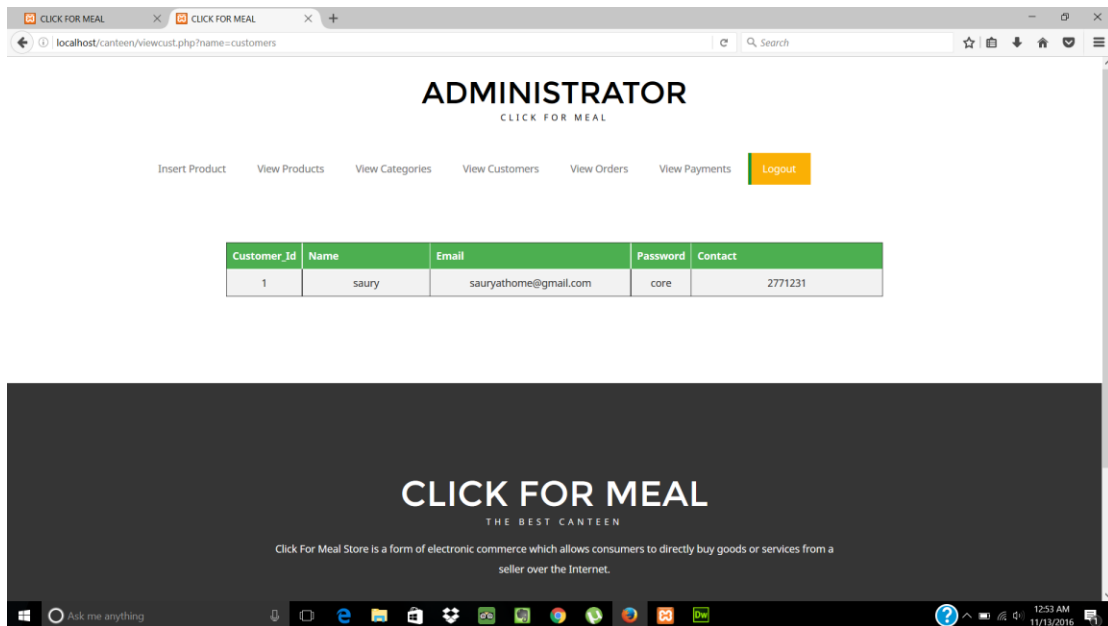 CLICK FOR MEAL
CLICK FOR MEAL
localhost/canteen/viewcust.php?name=customers
Search
ADMINISTRATOR
CLICK FOR MEAL
Insert Product View Products View Categories View Customers View Orders View Payments Logout
Customer_Id Name Email Password Contact
1 saury sauryathome@gmail.com core 2771231
CLICK FOR MEAL
THE BEST CANTEEN
Click For Meal Store is a form of electronic commerce which allows consumers to directly buy goods or services from a
seller over the Internet.
Ask me anything
Dw
12:53 AM
11/13/2016